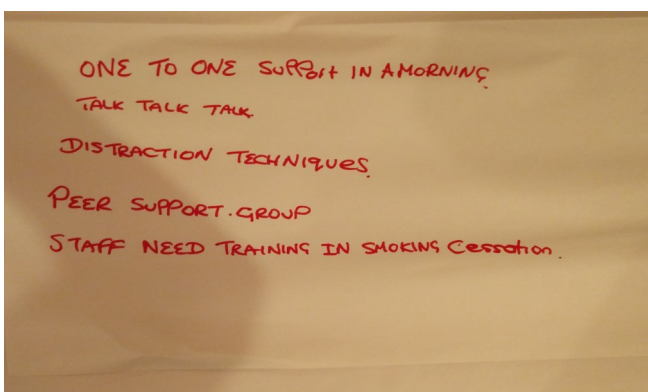 ONE TO ONE SUPPort IN A MORNING.
TALK TALK TALK.
DISTRACTION TECHNIQUES.
PEER SUPPORT. GROUP
STAFF NEED TRAINING IN SMOKING Cessation.